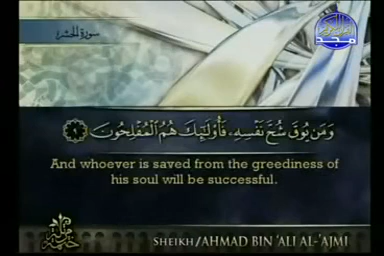 سورة الحشر
المجد
وَمَن يُوقَ شُحَّ نَفْسِهِۦ فَأُو۟لَـٰٓئِكَ هُمُ ٱلْمُفْلِحُونَ ٩
And whoever is saved from the greediness of
his soul will be successful.
SHEIKH/AHMAD BIN 'ALI AL-'AJMI